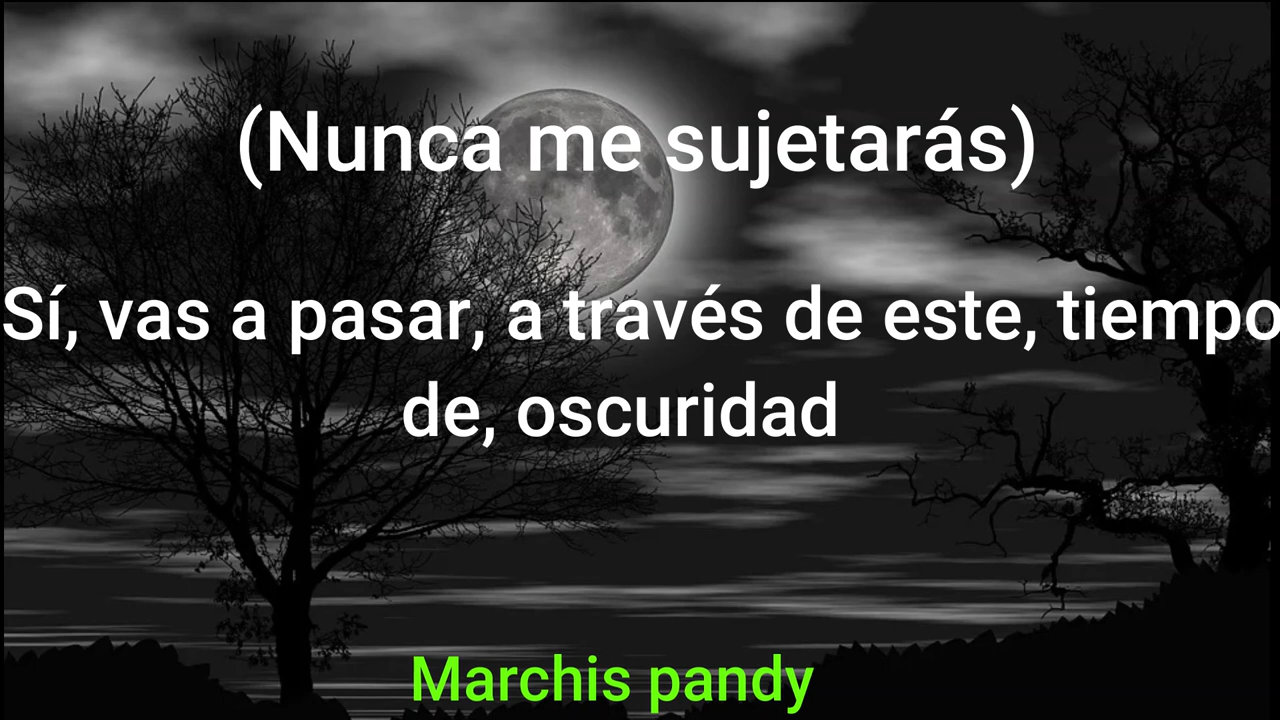 (Nunca me sujetarás)
Sí, vas a pasar, a través de este, tiempo
de, oscuridad
Marchis pandy